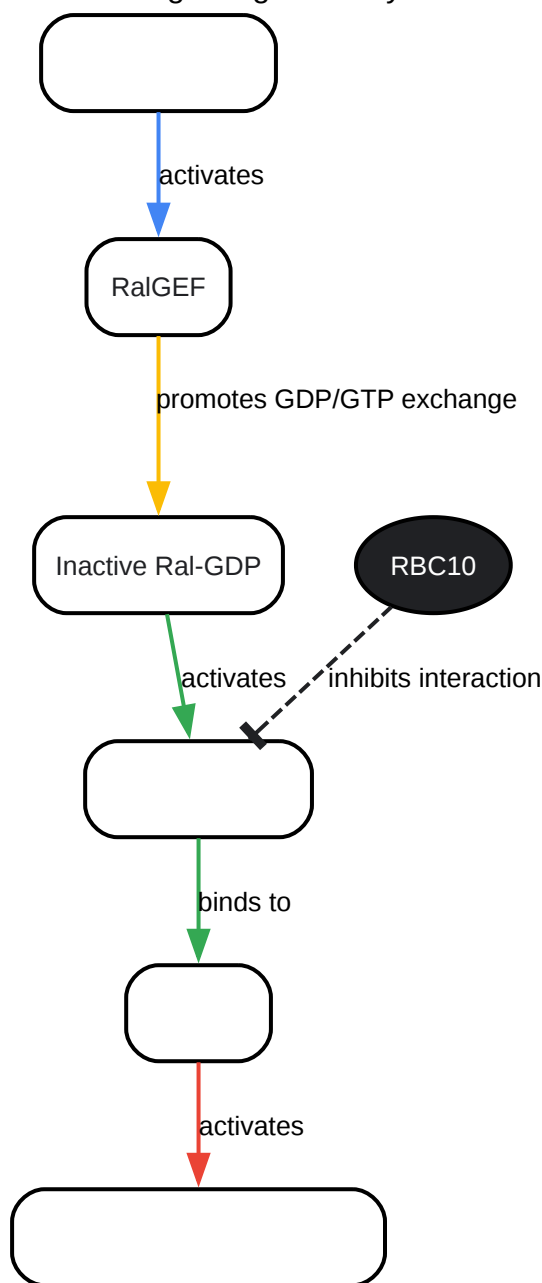 activates
RalGEF
promotes GDP/GTP exchange
Inactive Ral-GDP
RBC10
activates
inhibits interaction
binds to
activates